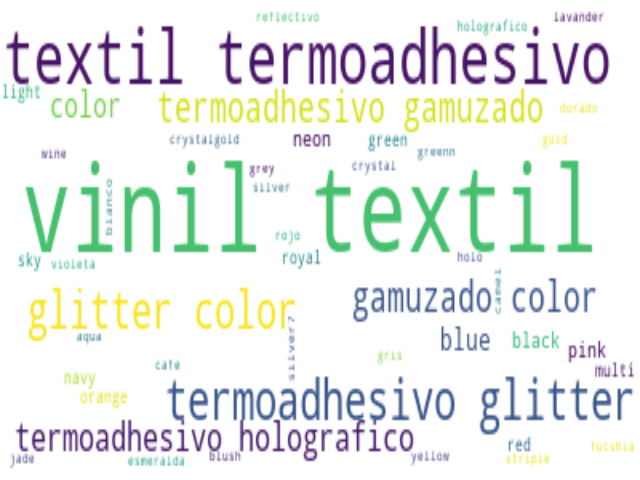 reflectivo
lavander
holografico
textil termoadhesivo
light
color
termoadhesivo gamuzado
dorado
crystalgold
neon
green
gold
wine
greenn
grey
crystal
silver
vinil textil
blanco
rojo
sky
violeta
royal
holo
camel
glitter color
gamuzado color
silver7
aqua
blue
black
pink
gris
cafe
multi
navy
orange
termoadhesivo glitter
termoadhesivo holografico
red
fucshia
jade
esmeralda
blush
yellow
striple